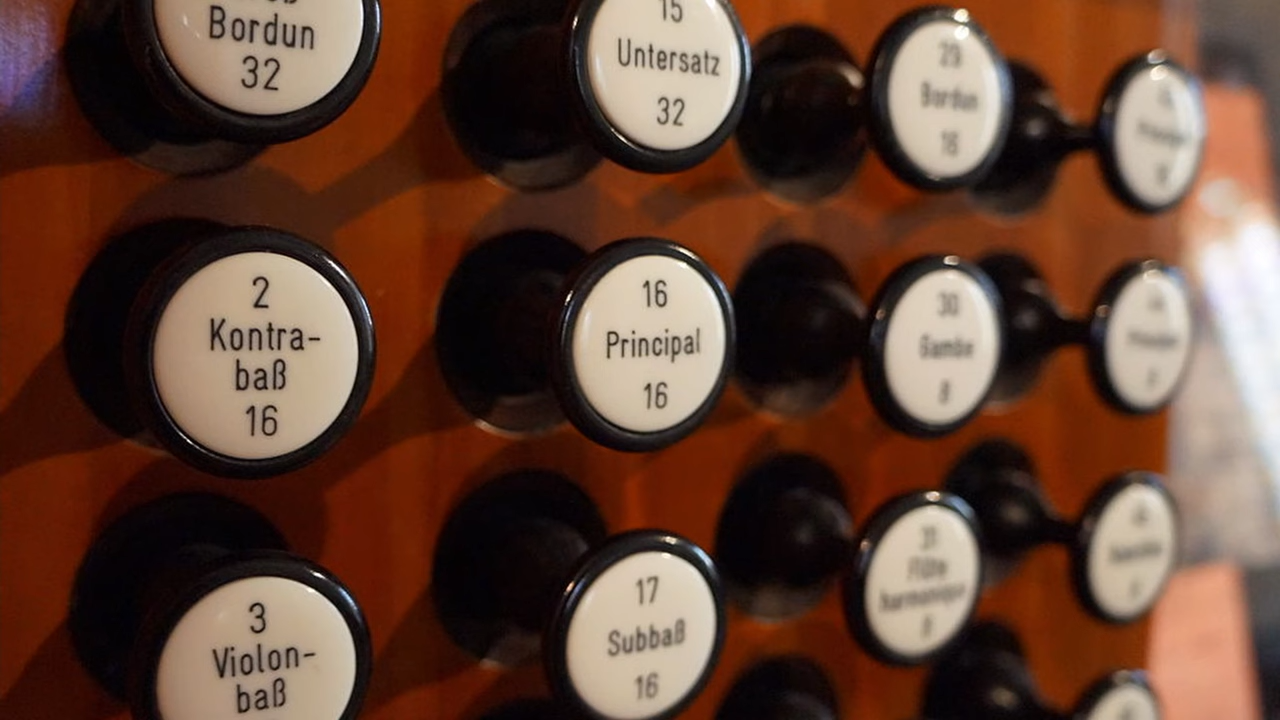 Bordun
32
15
Untersatz
32
29
Bordun
16
2
Kontra-
baß
16
16
Principal
16
30
Gambe
8
3
Violon-
baß
17
Subbaß
16
31
Flûte
harmonique
8